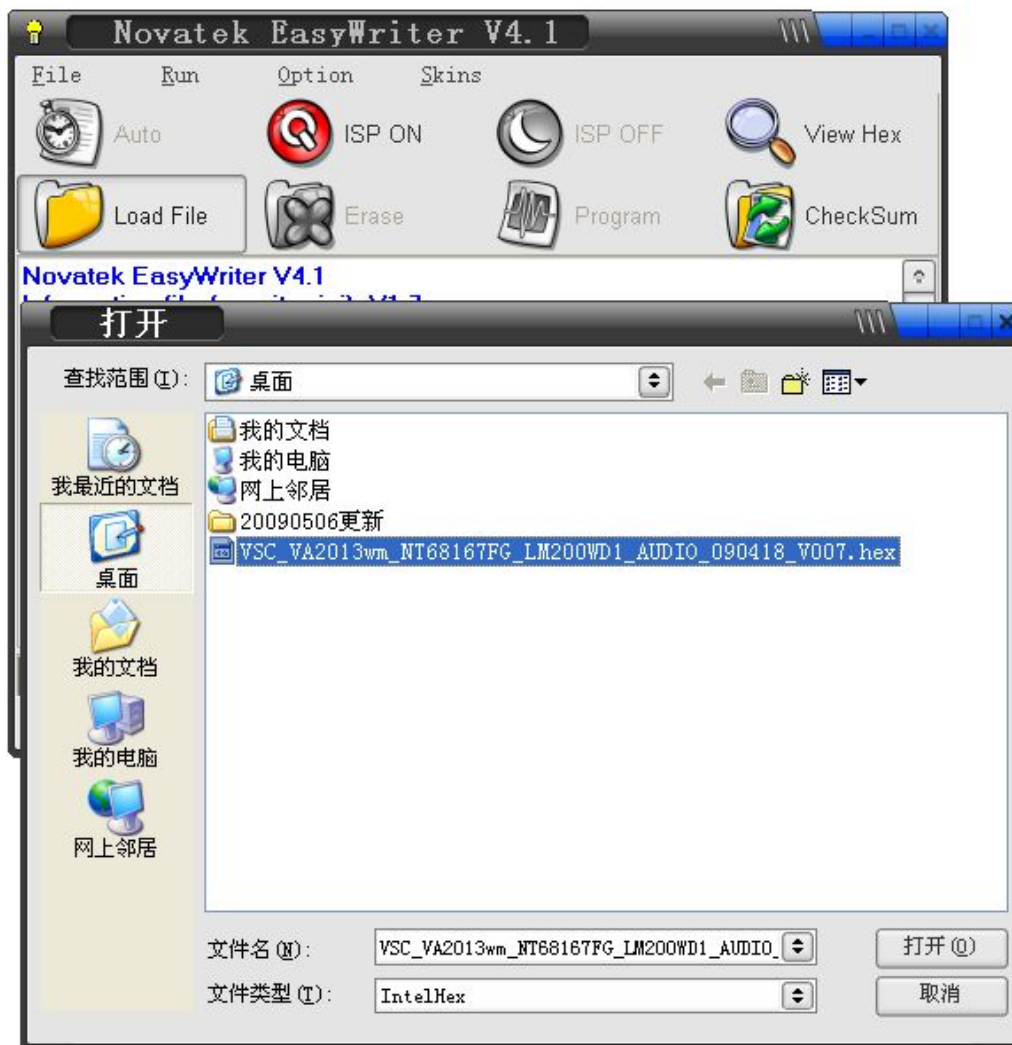 Novatek EasyWriter V4.1
File Run Option Skins
Auto ISP ON ISP OFF View Hex
Load File Erase Program CheckSum
Novatek EasyWriter V4.1
打开
查找范围(I): 桌面
我的文档
我的电脑
网上邻居
20090506更新
VSC_VA2013wm_NT68167FG_LM200WD1_AUDIO_090418_V007.hex
我最近的文档
桌面
我的文档
我的电脑
网上邻居
文件名(N): VSC_VA2013wm_NT68167FG_LM200WD1_AUDIO_ 打开(O)
文件类型(T): IntelHex 取消